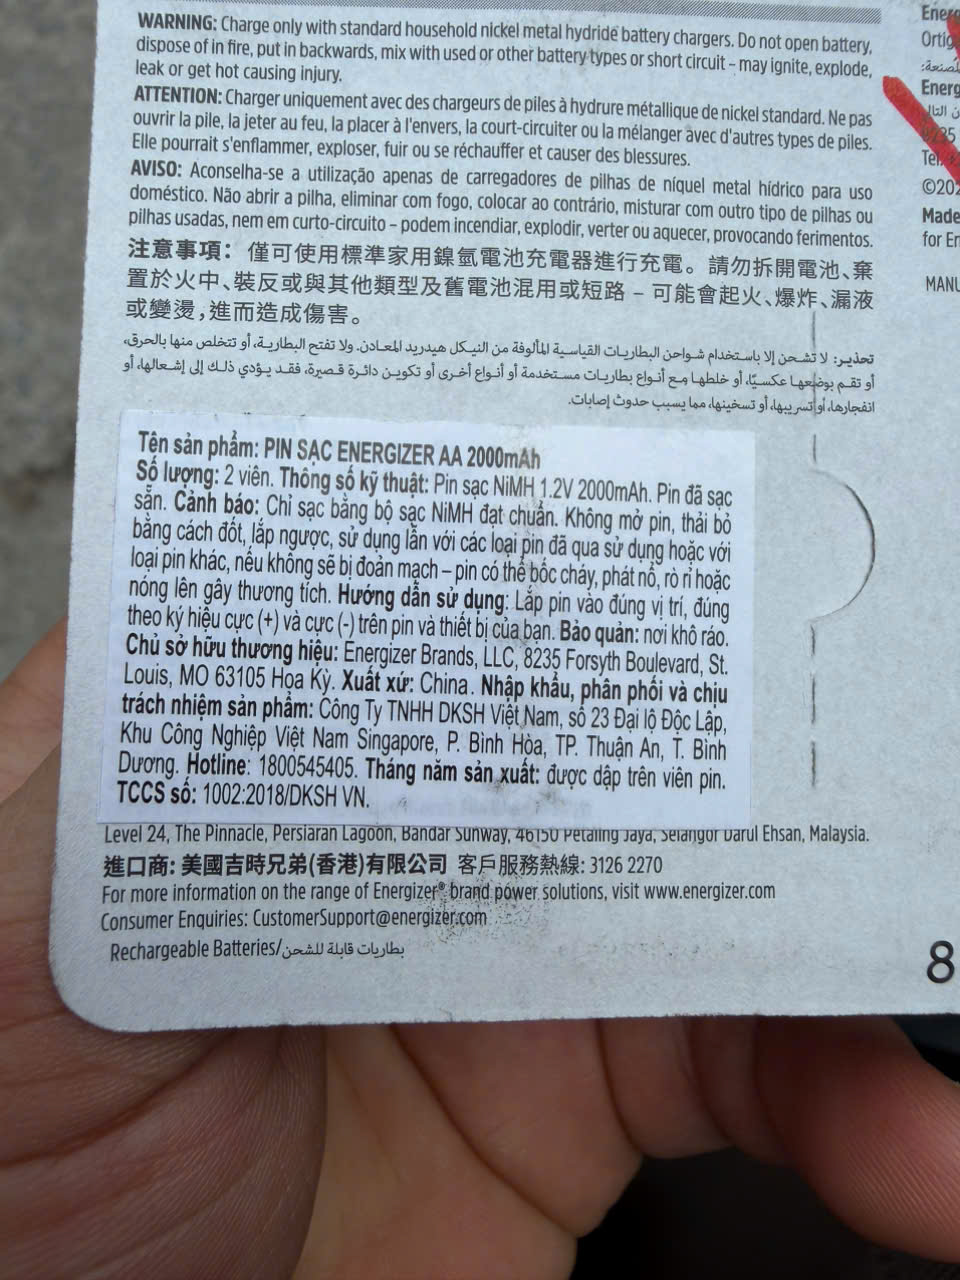 WARNING: Charge only with standard household nickel metal hydride battery chargers. Do not open battery,
dispose of in fire, put in backwards, mix with used or other battery types or short circuit – may ignite, explode,
leak or get hot causing injury.
ATTENTION: Charger uniquement avec des chargeurs de piles à hydrure métallique de nickel standard. Ne pas
ouvrir la pile, la jeter au feu, la placer à l'envers, la court-circuiter ou la mélanger avec d'autres types de piles.
Elle pourrait s'enflammer, exploser, fuir ou se réchauffer et causer des blessures.
AVISO: Aconselha-se a utilização apenas de carregadores de pilhas de níquel metal hídrico para uso
doméstico. Não abrir a pilha, eliminar com fogo, colocar ao contrário, misturar com outro tipo de pilhas ou
pilhas usadas, nem em curto-circuito – podem incendiar, explodir, verter ou aquecer, provocando ferimentos.
注意事項：僅可使用標準家用鎳氫電池充電器進行充電。請勿拆開電池、棄
置於火中、裝反或與其他類型及舊電池混用或短路 – 可能會起火、爆炸、漏液
或變燙，進而造成傷害。
تحذير: لا تشحن إلا باستخدام شواحن البطاريات القياسية المألوفة من النيكل هيدريد المعادن. ولا تفتح البطارية، أو تتخلص منها بالحرق،
أو تقم بوضعها عكسيًا، أو خلطها مع أنواع بطاريات مستخدمة أو أنواع أخرى أو تكوين دائرة قصيرة، فقد يؤدي ذلك إلى إشعالها، أو
انفجارها، أو تسريبها، أو تسخينها، مما يسبب حدوث إصابات.
Tên sản phẩm: PIN SẠC ENERGIZER AA 2000mAh
Số lượng: 2 viên. Thông số kỹ thuật: Pin sạc NiMH 1.2V 2000mAh. Pin đã sạc
sẵn. Cảnh báo: Chỉ sạc bằng bộ sạc NiMH đạt chuẩn. Không mở pin, thải bỏ
bằng cách đốt, lắp ngược, sử dụng lẫn với các loại pin đã qua sử dụng hoặc với
loại pin khác, nếu không sẽ bị đoản mạch – pin có thể bốc cháy, phát nổ, rò rỉ hoặc
nóng lên gây thương tích. Hướng dẫn sử dụng: Lắp pin vào đúng vị trí, đúng
theo ký hiệu cực (+) và cực (-) trên pin và thiết bị của bạn. Bảo quản: nơi khô ráo.
Chủ sở hữu thương hiệu: Energizer Brands, LLC, 8235 Forsyth Boulevard, St.
Louis, MO 63105 Hoa Kỳ. Xuất xứ: China. Nhập khẩu, phân phối và chịu
trách nhiệm sản phẩm: Công Ty TNHH DKSH Việt Nam, số 23 Đại lộ Độc Lập,
Khu Công Nghiệp Việt Nam Singapore, P. Bình Hòa, TP. Thuận An, T. Bình
Dương. Hotline: 1800545405. Tháng năm sản xuất: được dập trên viên pin.
TCCS số: 1002:2018/DKSH VN.
Level 24, The Pinnacle, Persiaran Lagoon, Bandar Sunway, 46150 Petaling Jaya, Selangor Darul Ehsan, Malaysia.
進口商: 美國吉時兄弟(香港)有限公司 客戶服務熱線: 3126 2270
For more information on the range of Energizer® brand power solutions, visit www.energizer.com
Consumer Enquiries: CustomerSupport@energizer.com
Rechargeable Batteries/بطاريات قابلة للشحن
Energ
Ortig
Energ
8235
Tel:
©202
Made
for En
MANU
8